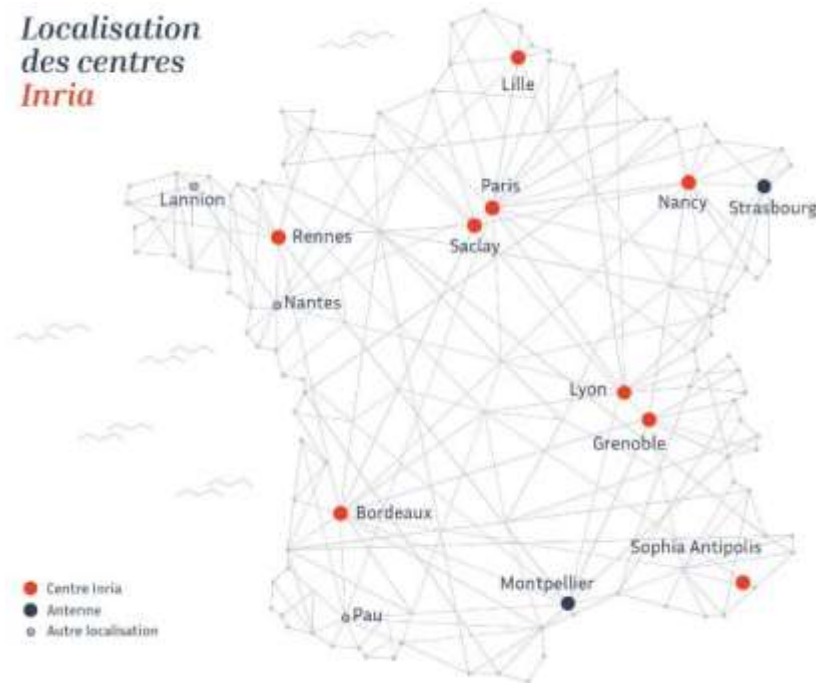 Localisation
des centres
Inria
Lille
Paris
Lannion
Nancy
Strasbourg
Rennes
Saclay
Nantes
Lyon
Grenoble
Bordeaux
Sophia Antipolis
Montpellier
Pau
Centre Inria
Antenne
Autre localisation